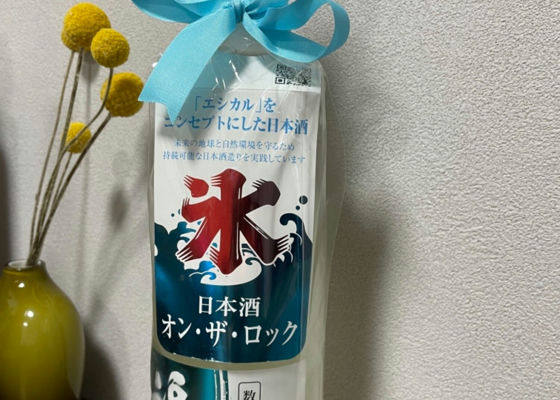 「エシカル」を
コンセプトにした日本酒
未来の地球と自然環境を守るため
持続可能な日本酒造りを実践しています
氷
日本酒
オン・ザ・ロック
数